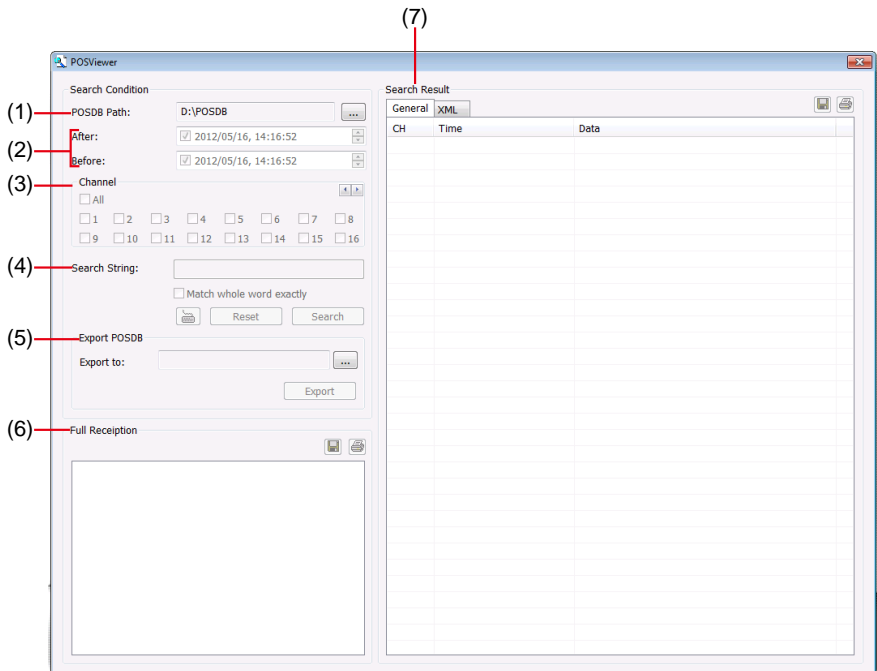 (7)
POSViewer
Search Condition
(1)
POSDB Path:
D:\POSDB
...
(2)
After:
2012/05/16, 14:16:52
Before:
2012/05/16, 14:16:52
(3)
Channel
All
1 2 3 4 5 6 7 8
9 10 11 12 13 14 15 16
(4)
Search String:
Match whole word exactly
Reset Search
(5)
Export POSDB
Export to:
...
Export
(6)
Full Receiption
Search Result
General XML
CH Time Data